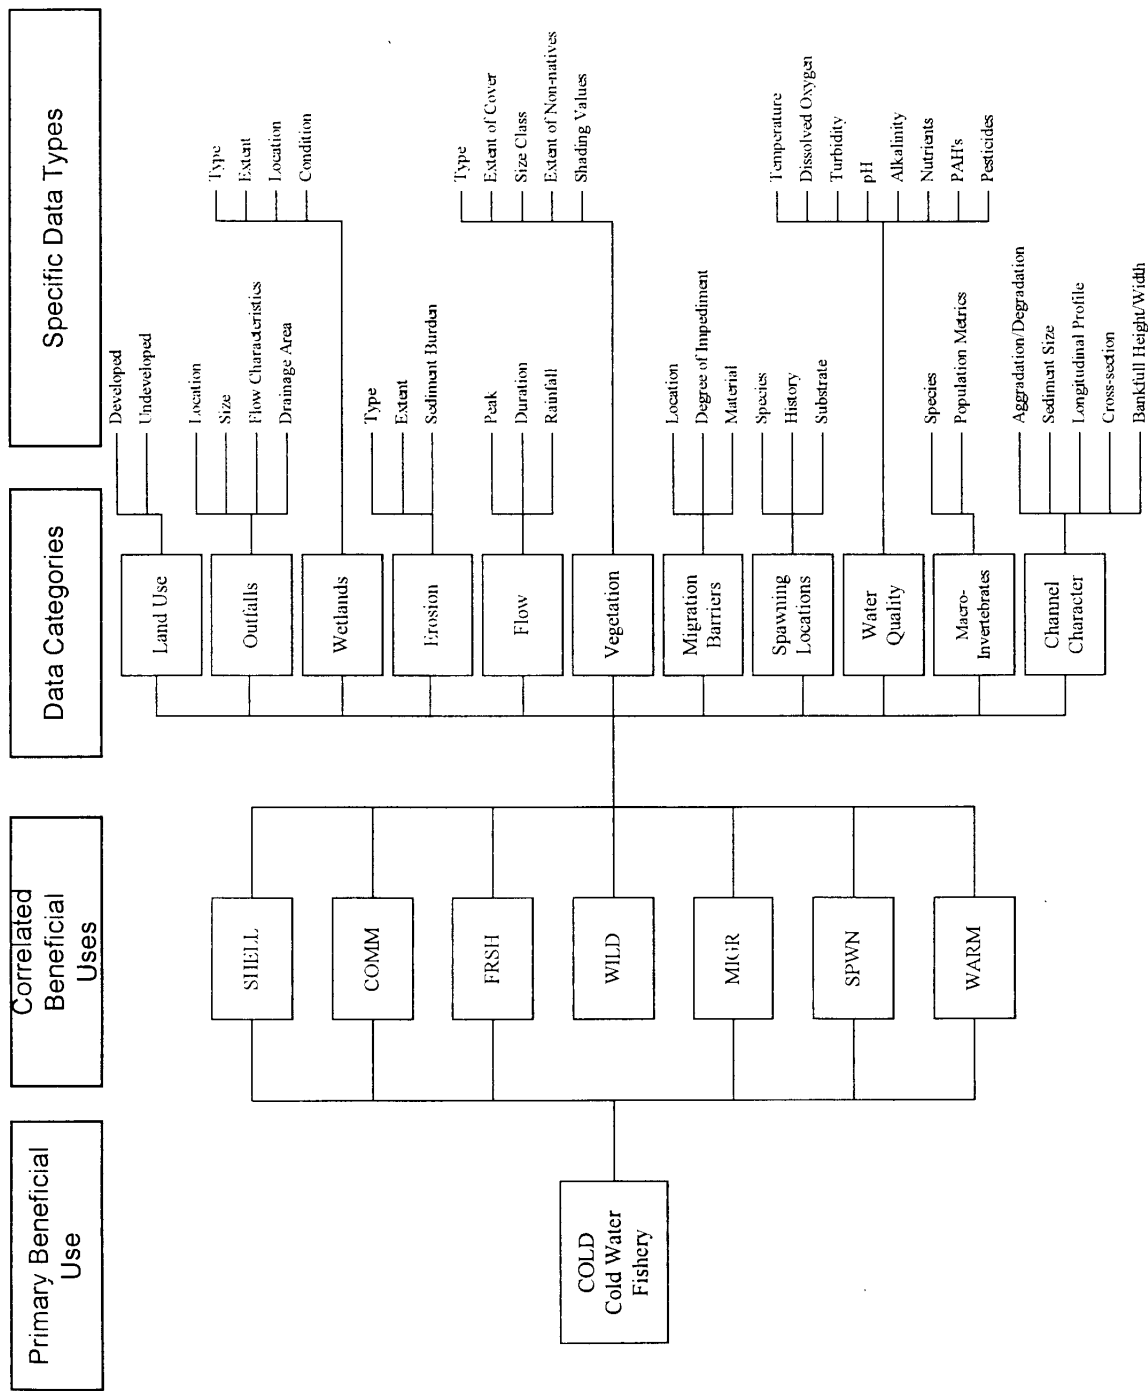 Primary Beneficial
Use
Correlated
Beneficial
Uses
Data Categories
Specific Data Types
COLD
Cold Water
Fishery
SHELL
COMM
FRSH
WILD
MIGR
SPWN
WARM
Land Use
Developed
Undeveloped
Outfalls
Location
Size
Flow Characteristics
Drainage Area
Wetlands
Type
Extent
Location
Condition
Erosion
Type
Extent
Sediment Burden
Flow
Peak
Duration
Rainfall
Vegetation
Type
Extent of Cover
Size Class
Extent of Non-natives
Shading Values
Migration
Barriers
Location
Degree of Impediment
Material
Spawning
Locations
Species
History
Substrate
Water
Quality
Temperature
Dissolved Oxygen
Turbidity
pH
Alkalinity
Nutrients
PAH's
Pesticides
Macro-
Invertebrates
Species
Population Metrics
Channel
Character
Aggradation/Degradation
Sediment Size
Longitudinal Profile
Cross-section
Bankfull Height/Width